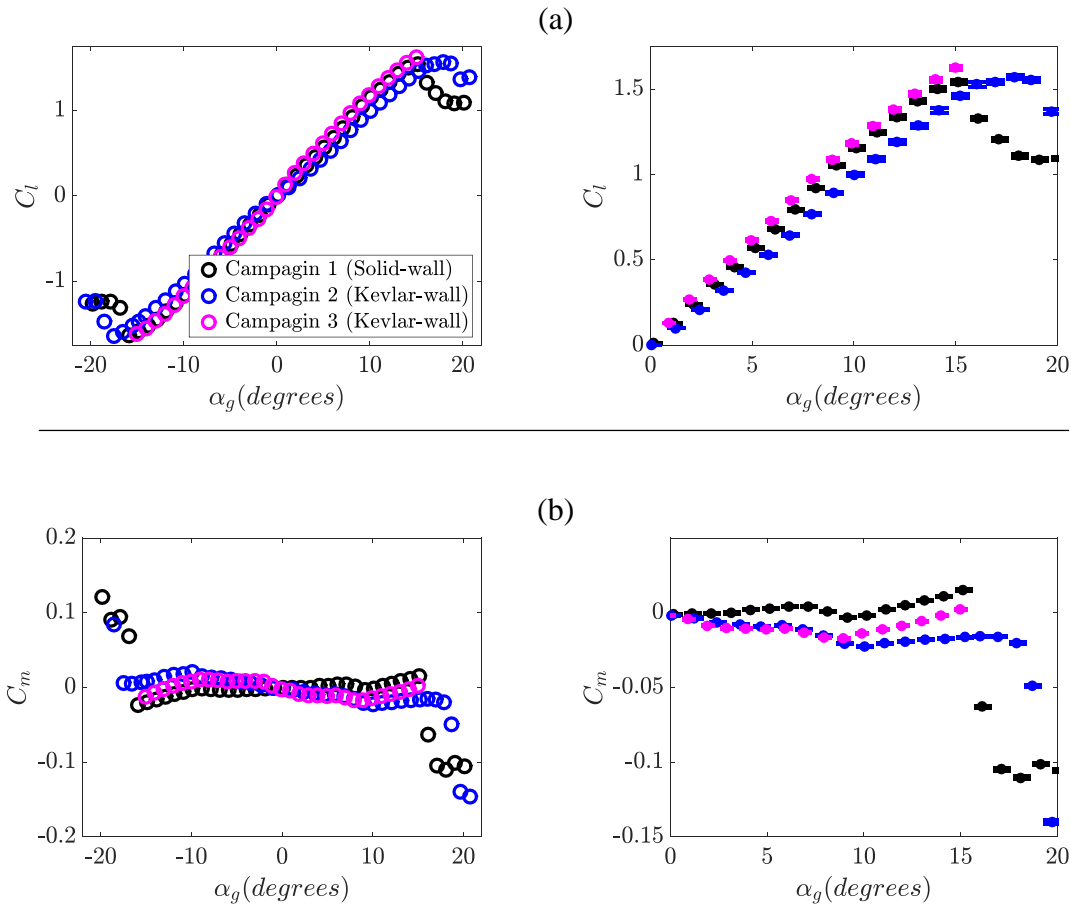 (a)
1
0
-1
-20
-10
0
10
20
C_l
α_g(degrees)
Campagin 1 (Solid-wall)
Campagin 2 (Kevlar-wall)
Campagin 3 (Kevlar-wall)
1.5
1
0.5
0
0
5
10
15
20
C_l
α_g(degrees)
(b)
0.2
0.1
0
-0.1
-0.2
-20
-10
0
10
20
C_m
α_g(degrees)
0
-0.05
-0.1
-0.15
0
5
10
15
20
C_m
α_g(degrees)